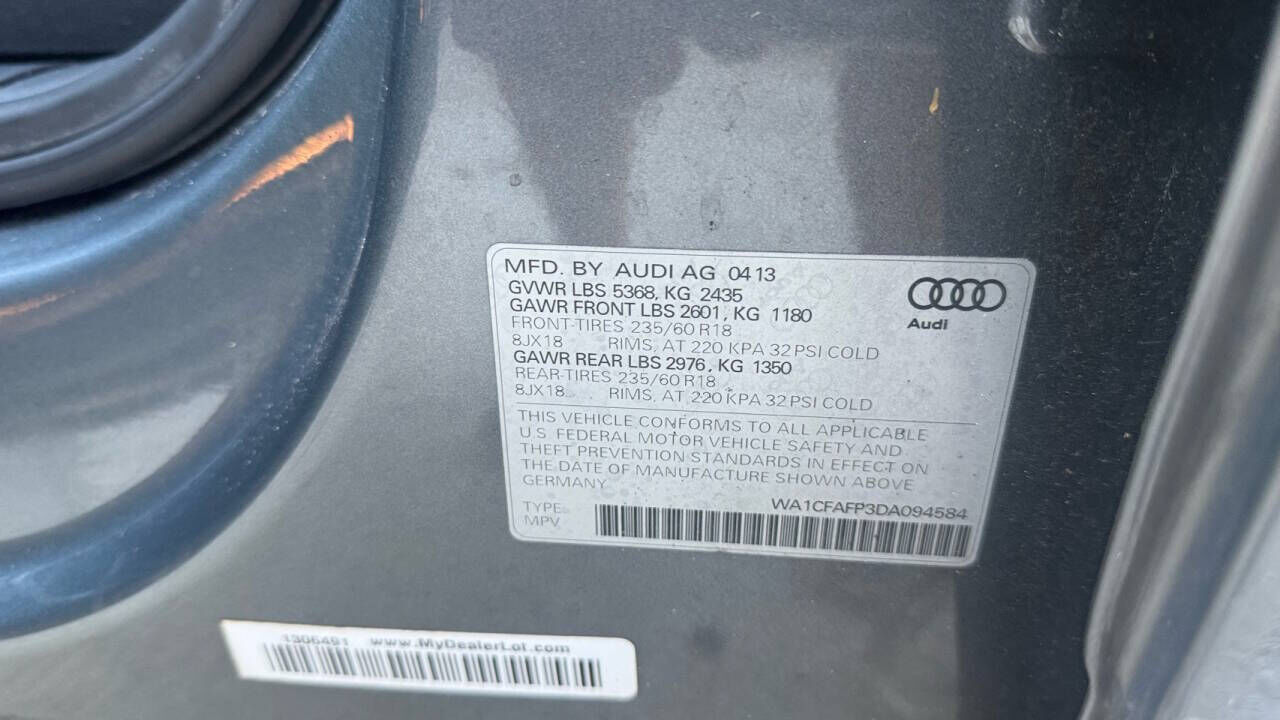 MFD. BY AUDI AG 0413
GVWR LBS 5368, KG 2435
GAWR FRONT LBS 2601, KG 1180
FRONT-TIRES 235/60 R18
8JX18 RIMS, AT 220 KPA 32 PSI COLD
GAWR REAR LBS 2976, KG 1350
REAR-TIRES 235/60 R18
8JX18 RIMS, AT 220 KPA 32 PSI COLD
Audi
THIS VEHICLE CONFORMS TO ALL APPLICABLE
U.S. FEDERAL MOTOR VEHICLE SAFETY AND
THEFT PREVENTION STANDARDS IN EFFECT ON
THE DATE OF MANUFACTURE SHOWN ABOVE
GERMANY
WA1CFAFP3DA094584
TYPE:
MPV
1306491 www.MyDealerLot.com